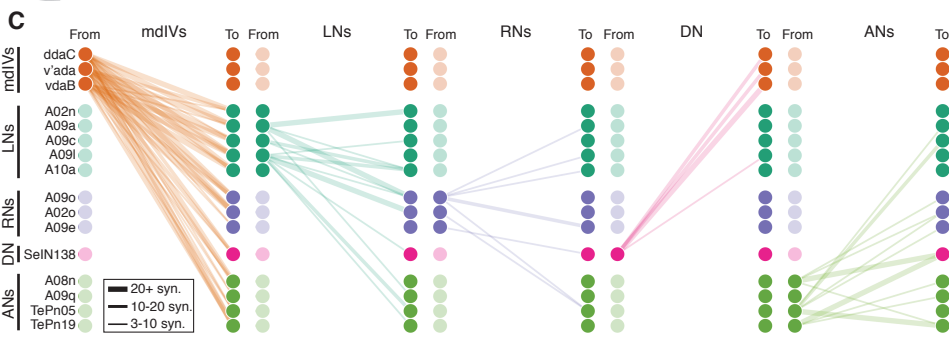 C
From mdIVs To From LNs To From RNs To From DN To From ANs To
mdIVs
ddaC
v'ada
vdaB
LNs
A02n
A09a
A09c
A09l
A10a
RNs
A09o
A02o
A09e
DN
SeIN138
ANs
A08n
A09q
TePn05
TePn19
20+ syn.
10-20 syn.
3-10 syn.